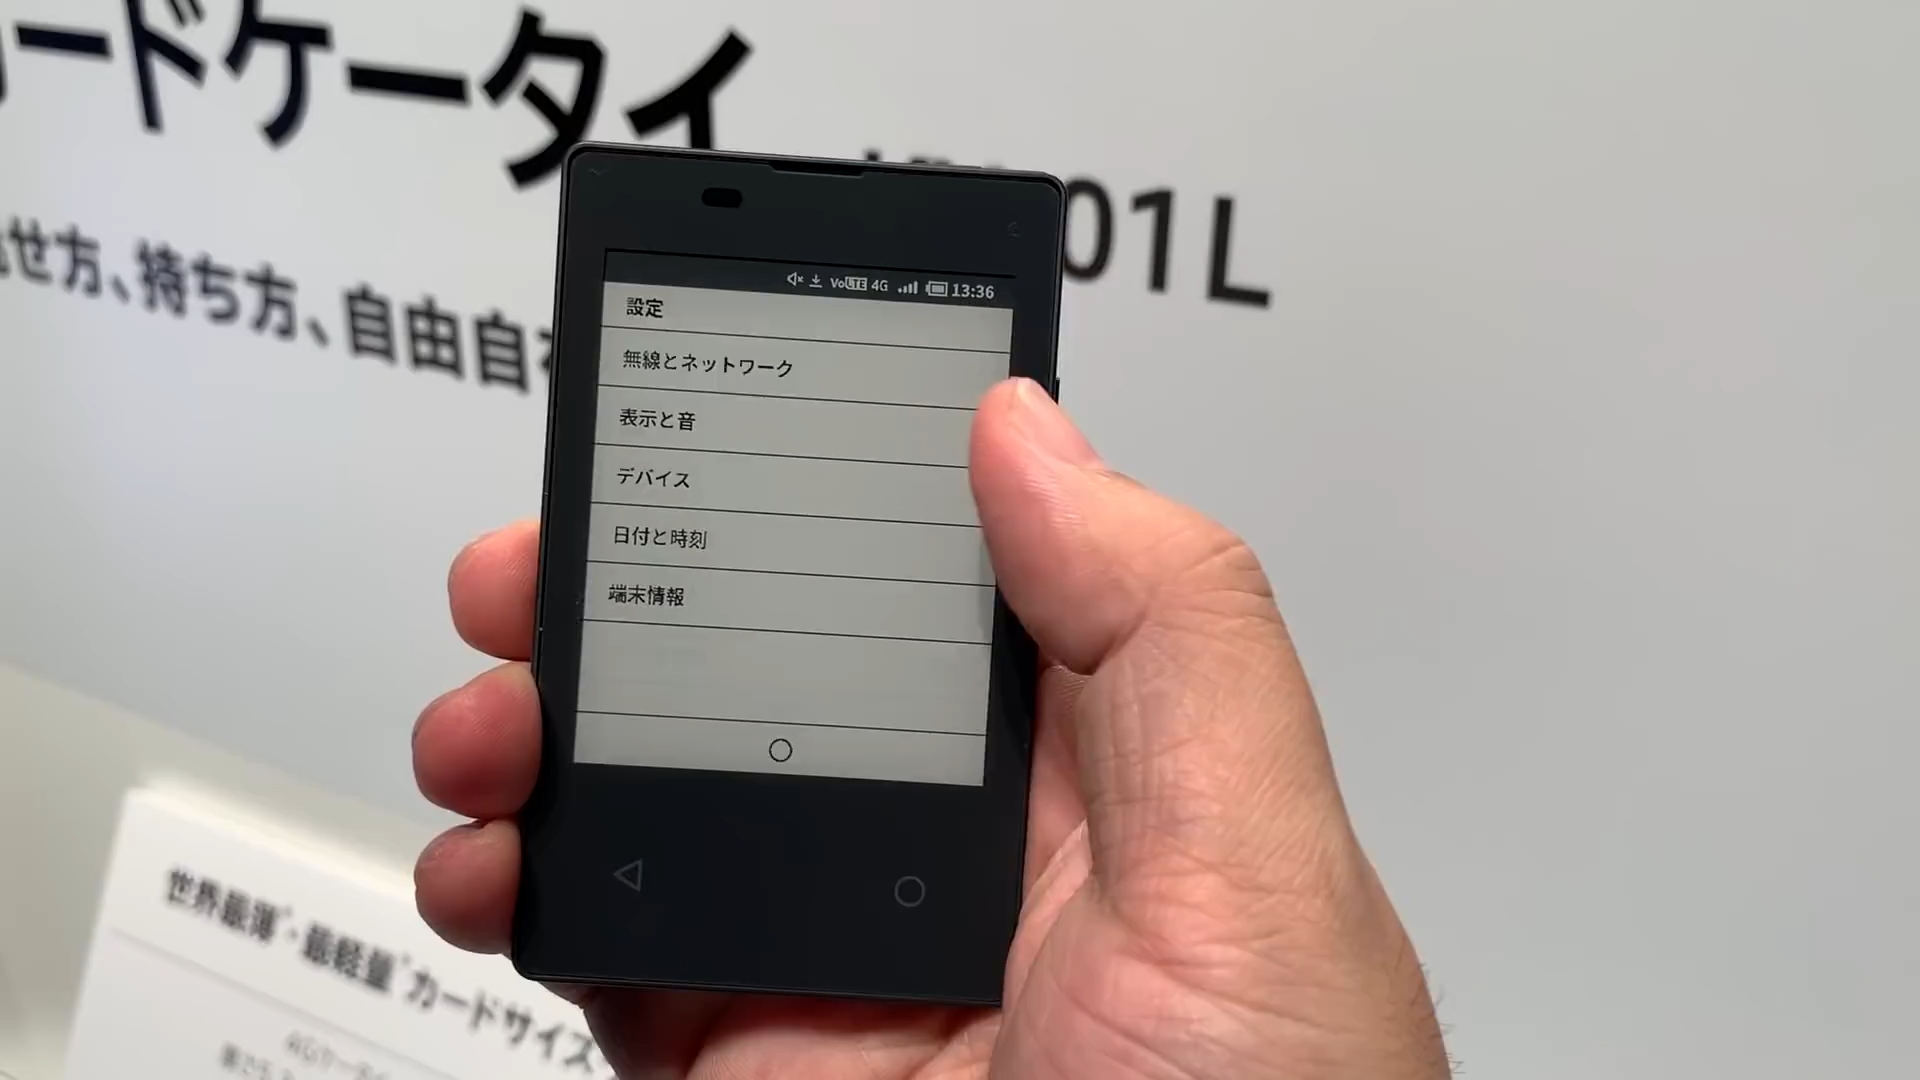 ードケータイ
01L
せ方、持ち方、自由自
VoLTE 4G 13:36
設定
無線とネットワーク
表示と音
デバイス
日付と時刻
端末情報
世界最薄*・最軽量*カードサイズ